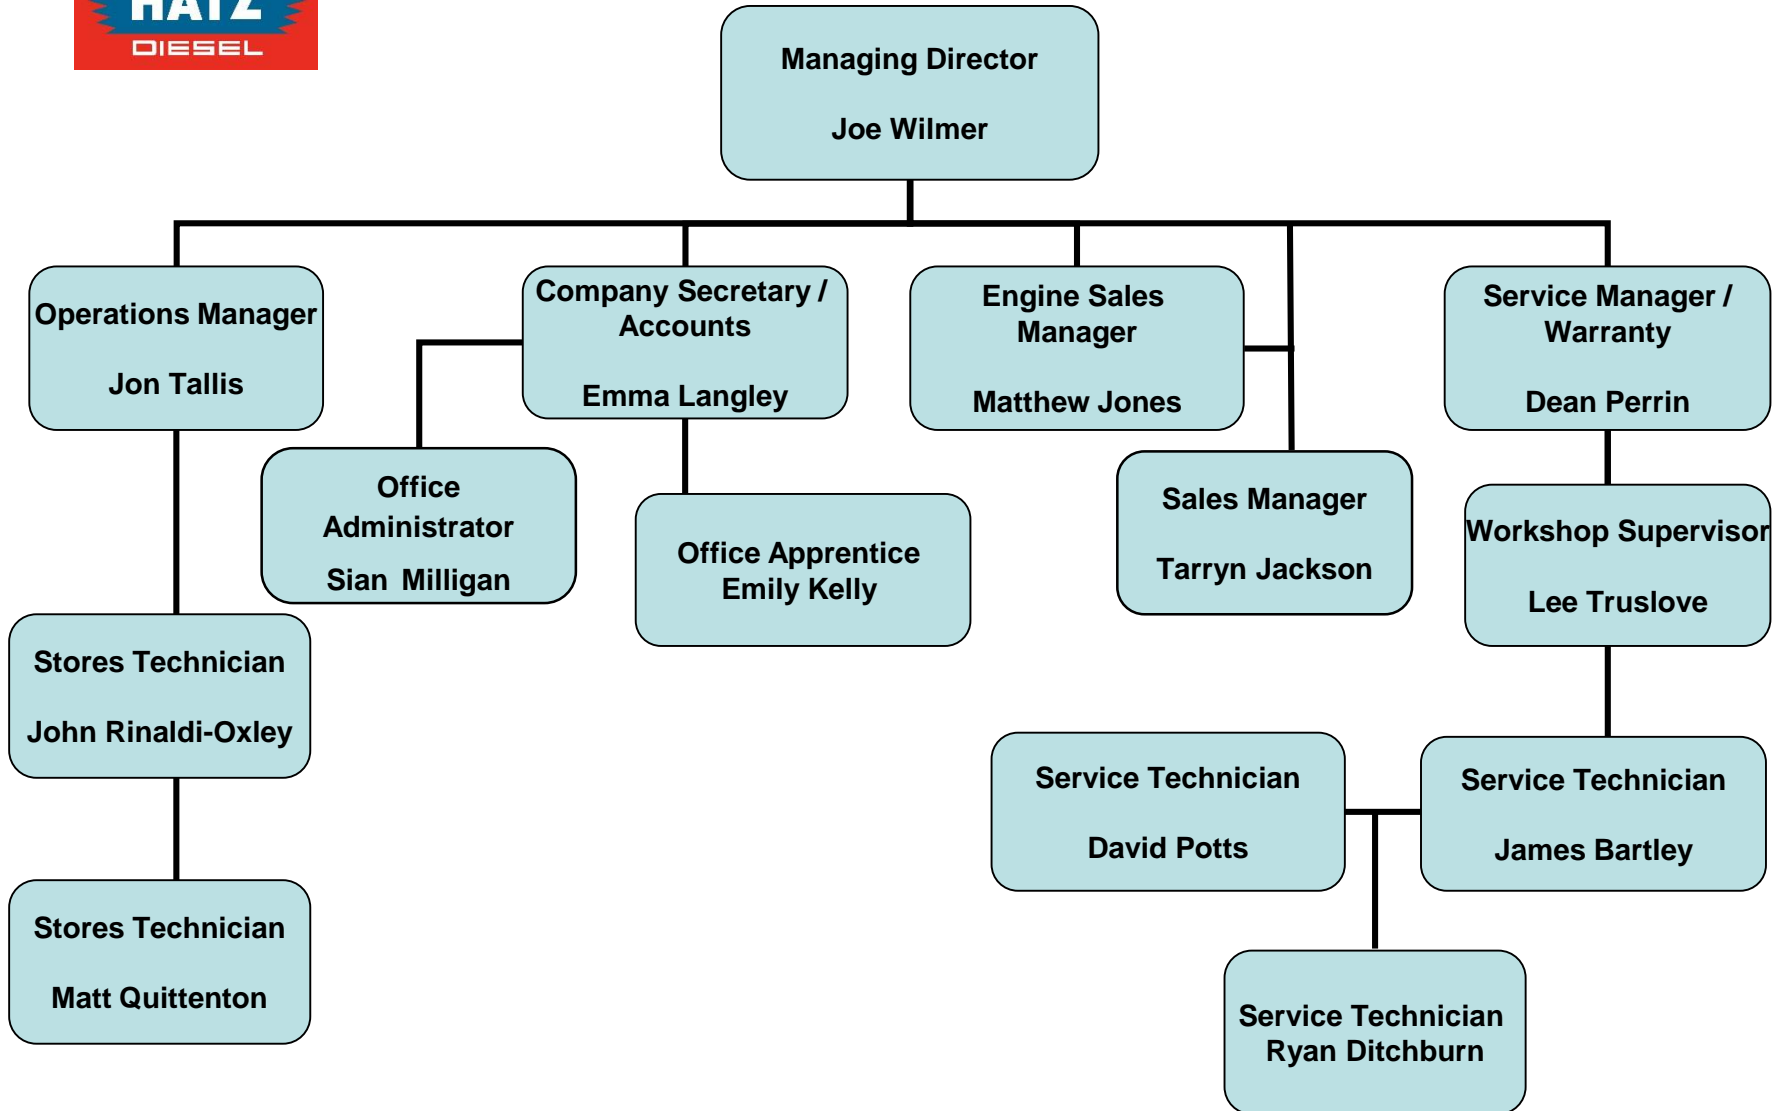 HATZ
DIESEL
Managing Director
Joe Wilmer
Operations Manager
Jon Tallis
Company Secretary /
Accounts
Emma Langley
Engine Sales
Manager
Matthew Jones
Service Manager /
Warranty
Dean Perrin
Office
Administrator
Sian Milligan
Office Apprentice
Emily Kelly
Sales Manager
Tarryn Jackson
Workshop Supervisor
Lee Truslove
Stores Technician
John Rinaldi-Oxley
Service Technician
David Potts
Service Technician
James Bartley
Stores Technician
Matt Quittenton
Service Technician
Ryan Ditchburn